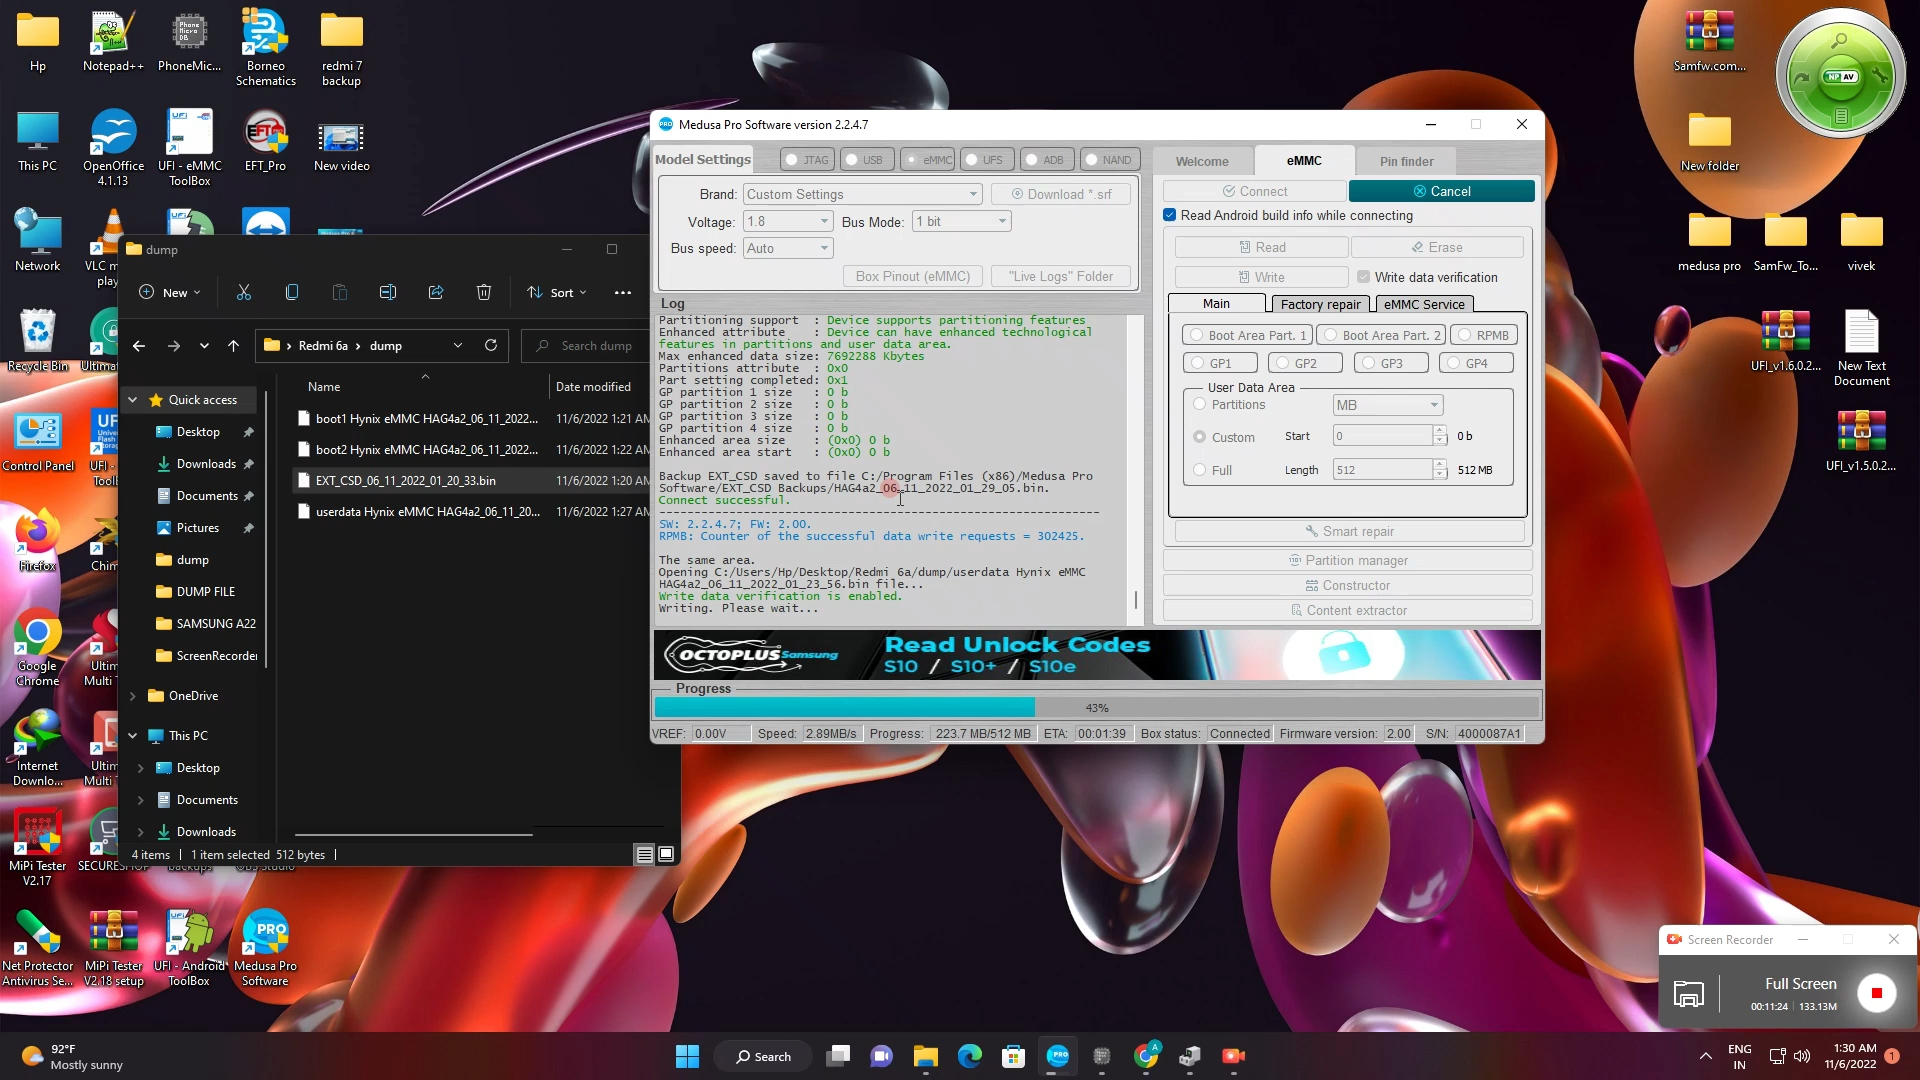 Hp
Notepad++
PhoneMic...
Borneo
Schematics
redmi 7
backup
This PC
OpenOffice
4.1.13
UFI - eMMC
ToolBox
EFT_Pro
New video
Network
VLC m
play
Recycle Bin
Ultimat
Control Panel
UFI -
Tool
Firefox
Chim
Google
Chrome
Ultim
Multi T
Internet
Downlo...
Ultim
Multi
MiPi Tester
V2.17
SECURESHOP
backups
OBS Studio
Net Protector
Antivirus Se...
MiPi Tester
V2.18 setup
UFI - Android
ToolBox
Medusa Pro
Software
dump
New
Sort
Redmi 6a
dump
Search dump
Name
Date modified
Quick access
Desktop
Downloads
Documents
Pictures
dump
DUMP FILE
SAMSUNG A22
ScreenRecorder
OneDrive
This PC
Desktop
Documents
Downloads
boot1 Hynix eMMC HAG4a2_06_11_2022... 11/6/2022 1:21 AM
boot2 Hynix eMMC HAG4a2_06_11_2022... 11/6/2022 1:22 AM
EXT_CSD_06_11_2022_01_20_33.bin 11/6/2022 1:20 AM
userdata Hynix eMMC HAG4a2_06_11_20... 11/6/2022 1:27 AM
4 items | 1 item selected 512 bytes |
Medusa Pro Software version 2.2.4.7
Model Settings
JTAG USB eMMC UFS ADB NAND
Brand: Custom Settings Download *.srf
Voltage: 1.8 Bus Mode: 1 bit
Bus speed: Auto
Box Pinout (eMMC) "Live Logs" Folder
Log
Partitioning support : Device supports partitioning features
Enhanced attribute : Device can have enhanced technological
features in partitions and user data area.
Max enhanced data size: 7692288 Kbytes
Partitions attribute : 0x0
Part setting completed: 0x1
GP partition 1 size : 0 b
GP partition 2 size : 0 b
GP partition 3 size : 0 b
GP partition 4 size : 0 b
Enhanced area size : (0x0) 0 b
Enhanced area start : (0x0) 0 b
Backup EXT_CSD saved to file C:/Program Files (x86)/Medusa Pro
Software/EXT_CSD Backups/HAG4a2_06_11_2022_01_29_05.bin.
Connect successful.
SW: 2.2.4.7; FW: 2.00.
RPMB: Counter of the successful data write requests = 302425.
The same area.
Opening C:/Users/Hp/Desktop/Redmi 6a/dump/userdata Hynix eMMC
HAG4a2_06_11_2022_01_23_56.bin file...
Write data verification is enabled.
Writing. Please wait...
Welcome eMMC Pin finder
Connect Cancel
Read Android build info while connecting
Read Erase
Write Write data verification
Main Factory repair eMMC Service
Boot Area Part. 1 Boot Area Part. 2 RPMB
GP1 GP2 GP3 GP4
User Data Area
Partitions MB
Custom Start 0 0 b
Full Length 512 512 MB
Smart repair
Partition manager
Constructor
Content extractor
OCTOPLUS Samsung
Read Unlock Codes
S10 / S10+ / S10e
Progress
43%
VREF: 0.00V Speed: 2.89MB/s Progress: 223.7 MB/512 MB ETA: 00:01:39 Box status: Connected Firmware version: 2.00 S/N: 4000087A1
Samfw.com...
NP AV
New folder
medusa pro
SamFw_To...
vivek
UFI_v1.6.0.2...
New Text
Document
UFI_v1.5.0.2...
Screen Recorder
Full Screen
00:11:24 | 133.13M
92°F
Mostly sunny
Search
ENG
IN
1:30 AM
11/6/2022
1